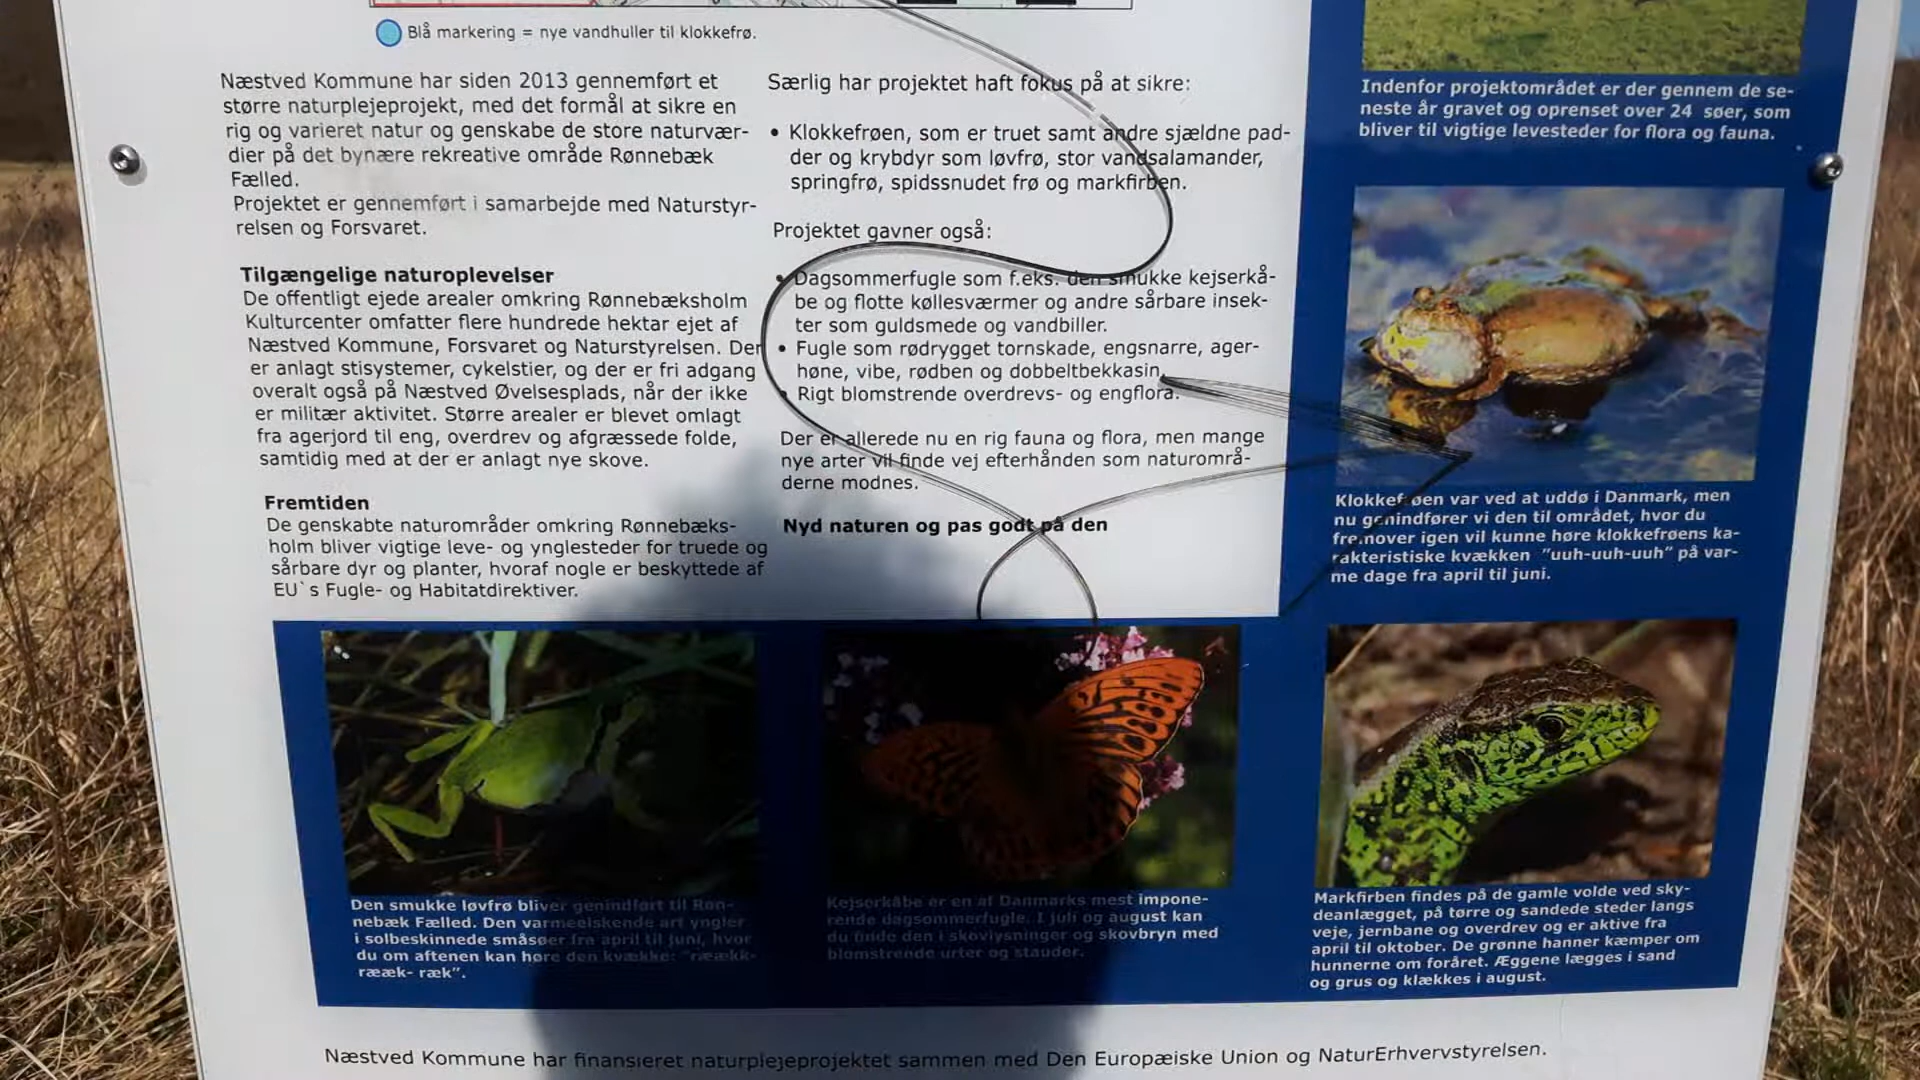 Blå markering = nye vandhuller til klokkefrø.
Næstved Kommune har siden 2013 gennemført et
større naturplejeprojekt, med det formål at sikre en
rig og varieret natur og genskabe de store naturvær-
dier på det bynære rekreative område Rønnebæk
Fælled.
Projektet er gennemført i samarbejde med Naturstyr-
relsen og Forsvaret.
Tilgængelige naturoplevelser
De offentligt ejede arealer omkring Rønnebæksholm
Kulturcenter omfatter flere hundrede hektar ejet af
Næstved Kommune, Forsvaret og Naturstyrelsen. Der
er anlagt stisystemer, cykelstier, og der er fri adgang
overalt også på Næstved Øvelsesplads, når der ikke
er militær aktivitet. Større arealer er blevet omlagt
fra agerjord til eng, overdrev og afgræssede folde,
samtidig med at der er anlagt nye skove.
Fremtiden
De genskabte naturområder omkring Rønnebæks-
holm bliver vigtige leve- og ynglesteder for truede og
sårbare dyr og planter, hvoraf nogle er beskyttede af
EU`s Fugle- og Habitatdirektiver.
Særlig har projektet haft fokus på at sikre:
• Klokkefrøen, som er truet samt andre sjældne pad-
der og krybdyr som løvfrø, stor vandsalamander,
springfrø, spidssnudet frø og markfirben.
Projektet gavner også:
• Dagsommerfugle som f.eks. den smukke kejserkå-
be og flotte køllesværmer og andre sårbare insek-
ter som guldsmede og vandbiller.
• Fugle som rødrygget tornskade, engsnarre, ager-
høne, vibe, rødben og dobbeltbekkasin.
• Rigt blomstrende overdrevs- og engflora.
Der er allerede nu en rig fauna og flora, men mange
nye arter vil finde vej efterhånden som naturområ-
derne modnes.
Nyd naturen og pas godt på den
Indenfor projektområdet er der gennem de se-
neste år gravet og oprenset over 24 søer, som
bliver til vigtige levesteder for flora og fauna.
Klokkefrøen var ved at uddø i Danmark, men
nu genindfører vi den til området, hvor du
fremover igen vil kunne høre klokkefrøens ka-
rakteristiske kvækken "uuh-uuh-uuh" på var-
me dage fra april til juni.
Den smukke løvfrø bliver genindført til Røn-
nebæk Fælled. Den varmeelskende art yngler
i solbeskinnede småsøer fra april til juni, hvor
du om aftenen kan høre den kvække: "rææk-
rææk- ræk".
Kejserkåbe er en af Danmarks mest impone-
rende dagsommerfugle. I juli og august kan
du finde den i skovlysninger og skovbryn med
blomstrende urter og stauder.
Markfirben findes på de gamle volde ved sky-
deanlægget, på tørre og sandede steder langs
veje, jernbane og overdrev og er aktive fra
april til oktober. De grønne hanner kæmper om
hunnerne om foråret. Æggene lægges i sand
og grus og klækkes i august.
Næstved Kommune har finansieret naturplejeprojektet sammen med Den Europæiske Union og NaturErhvervstyrelsen.